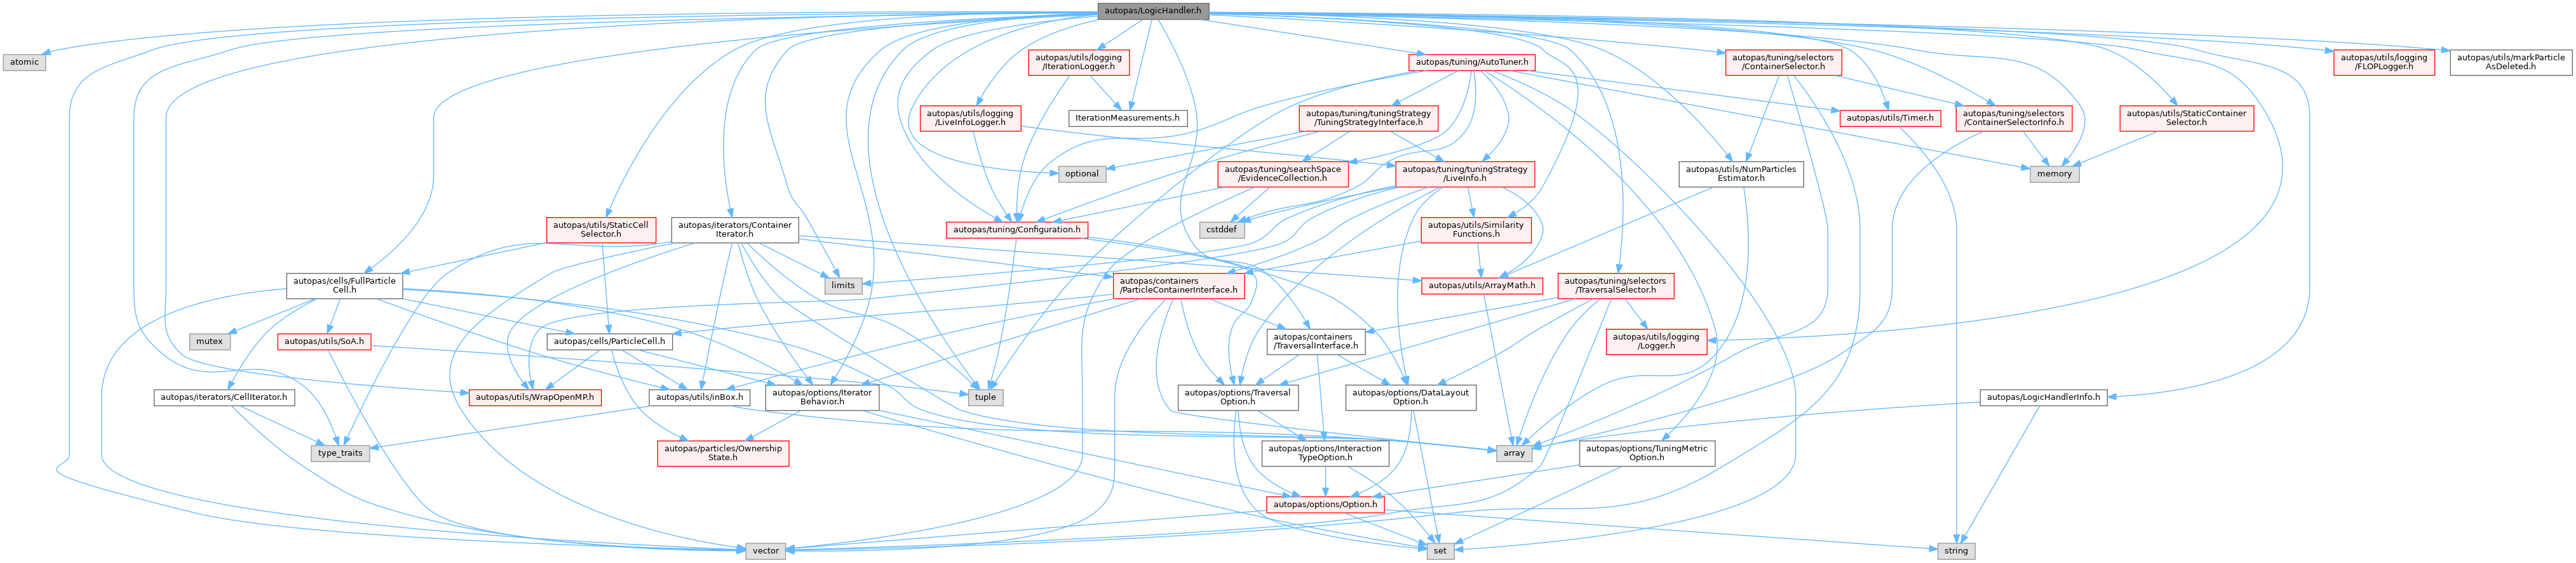 autopas/LogicHandler.h
atomic
autopas/utils/logging
/IterationLogger.h
autopas/tuning/AutoTuner.h
autopas/tuning/selectors
/ContainerSelector.h
autopas/utils/logging
/FLOPLogger.h
autopas/utils/markParticle
AsDeleted.h
autopas/utils/logging
/LiveInfoLogger.h
IterationMeasurements.h
autopas/tuning/tuningStrategy
/TuningStrategyInterface.h
autopas/utils/Timer.h
autopas/tuning/selectors
/ContainerSelectorInfo.h
autopas/utils/StaticContainer
Selector.h
optional
autopas/tuning/searchSpace
/EvidenceCollection.h
autopas/tuning/tuningStrategy
/LiveInfo.h
autopas/utils/NumParticles
Estimator.h
memory
autopas/utils/StaticCell
Selector.h
autopas/iterators/Container
Iterator.h
autopas/tuning/Configuration.h
cstddef
autopas/utils/Similarity
Functions.h
autopas/cells/FullParticle
Cell.h
limits
autopas/containers
/ParticleContainerInterface.h
autopas/utils/ArrayMath.h
autopas/tuning/selectors
/TraversalSelector.h
mutex
autopas/utils/SoA.h
autopas/cells/ParticleCell.h
autopas/containers
/TraversalInterface.h
autopas/utils/logging
/Logger.h
autopas/iterators/CellIterator.h
autopas/utils/WrapOpenMP.h
autopas/utils/inBox.h
autopas/options/Iterator
Behavior.h
tuple
autopas/options/Traversal
Option.h
autopas/options/DataLayout
Option.h
autopas/LogicHandlerInfo.h
type_traits
autopas/particles/Ownership
State.h
autopas/options/Interaction
TypeOption.h
array
autopas/options/TuningMetric
Option.h
autopas/options/Option.h
vector
set
string